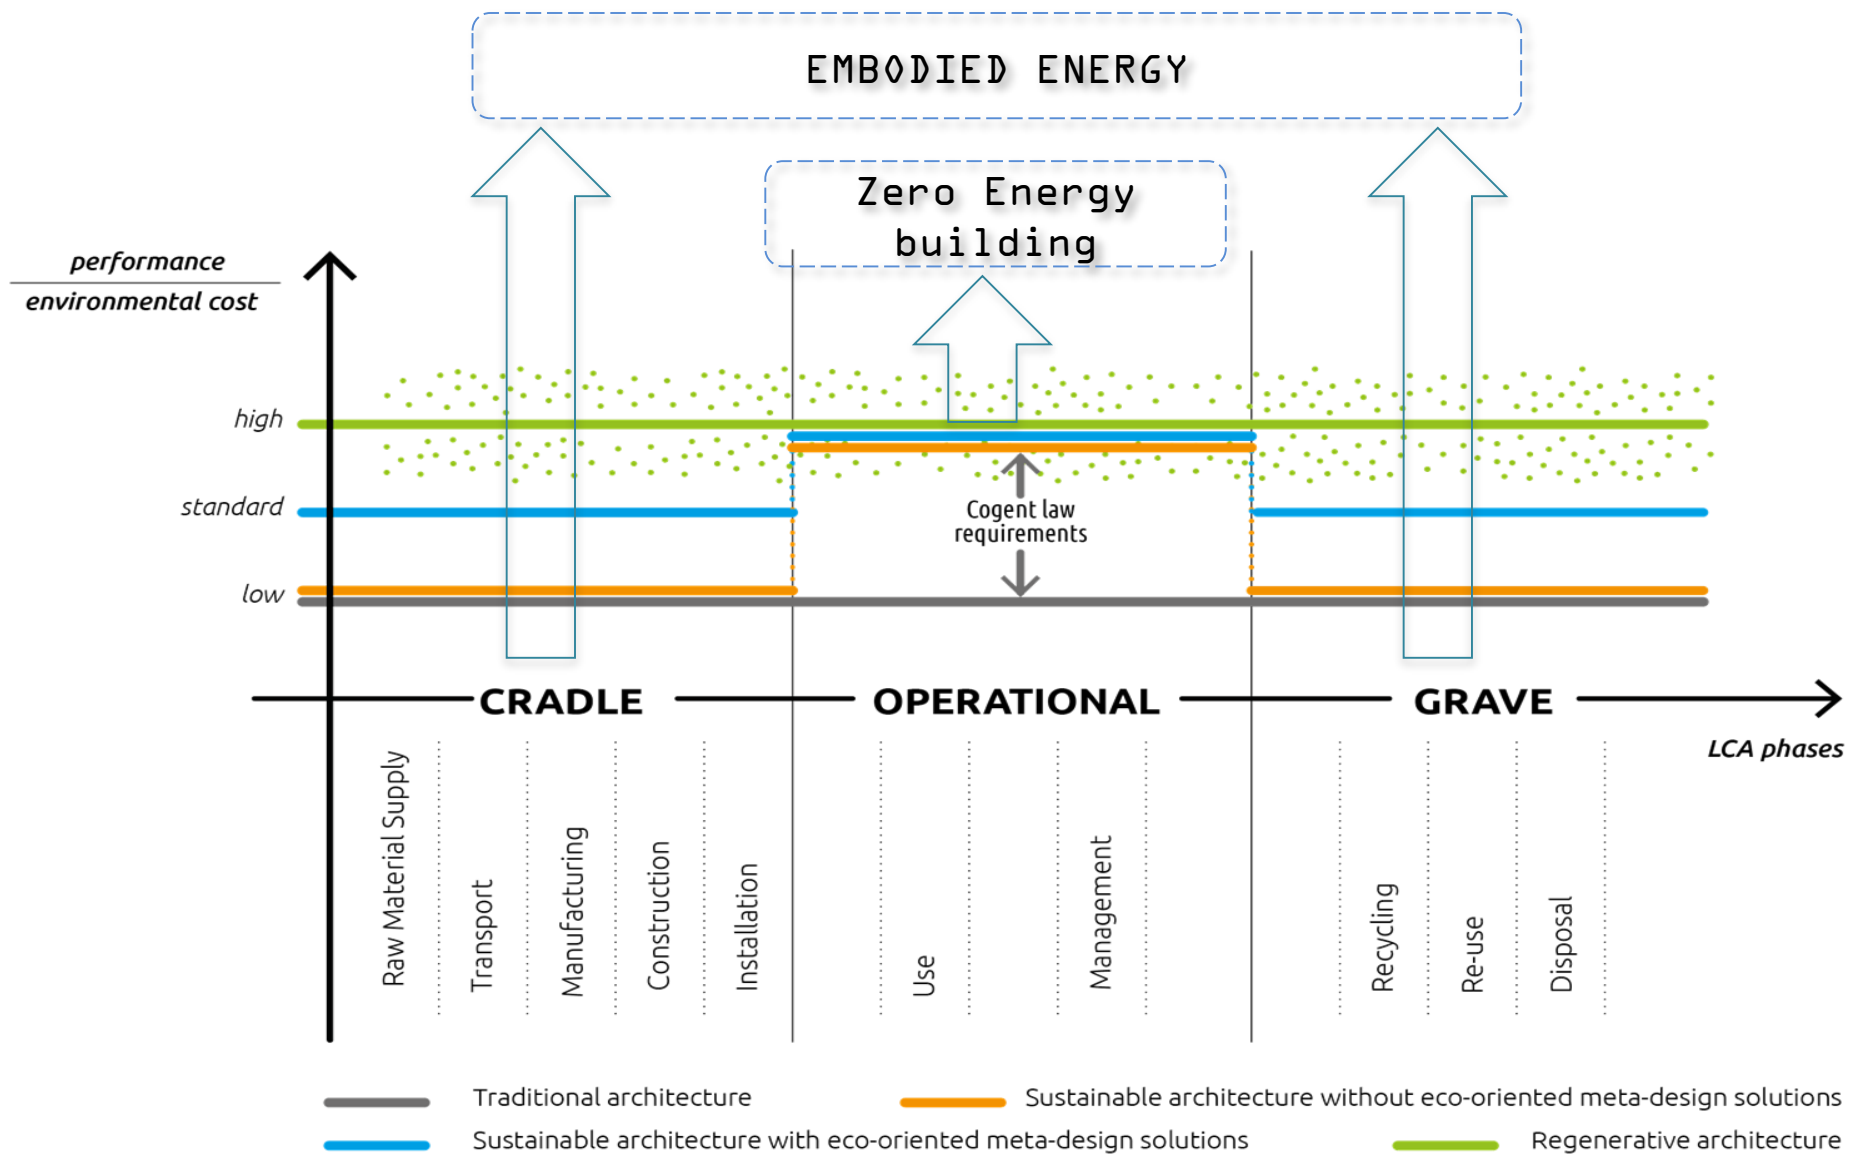 EMBODIED ENERGY
Zero Energy
building
performance
environmental cost
high
standard
low
Cogent law
requirements
CRADLE
OPERATIONAL
GRAVE
LCA phases
Raw Material Supply
Transport
Manufacturing
Construction
Installation
Use
Management
Recycling
Re-use
Disposal
Traditional architecture
Sustainable architecture without eco-oriented meta-design solutions
Sustainable architecture with eco-oriented meta-design solutions
Regenerative architecture